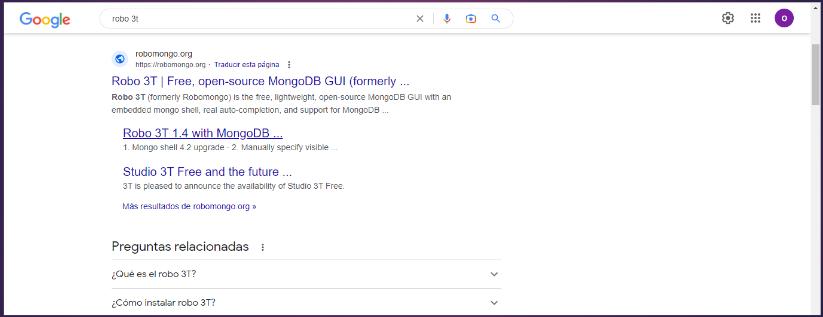 Google
robo 3t
O
robomongo.org
https://robomongo.org · Traducir esta página
Robo 3T | Free, open-source MongoDB GUI (formerly ...
Robo 3T (formerly Robomongo) is the free, lightweight, open-source MongoDB GUI with an
embedded mongo shell, real auto-completion, and support for MongoDB ...
Robo 3T 1.4 with MongoDB ...
1. Mongo shell 4.2 upgrade · 2. Manually specify visible ...
Studio 3T Free and the future ...
3T is pleased to announce the availability of Studio 3T Free.
Más resultados de robomongo.org »
Preguntas relacionadas
¿Qué es el robo 3T?
¿Cómo instalar robo 3T?